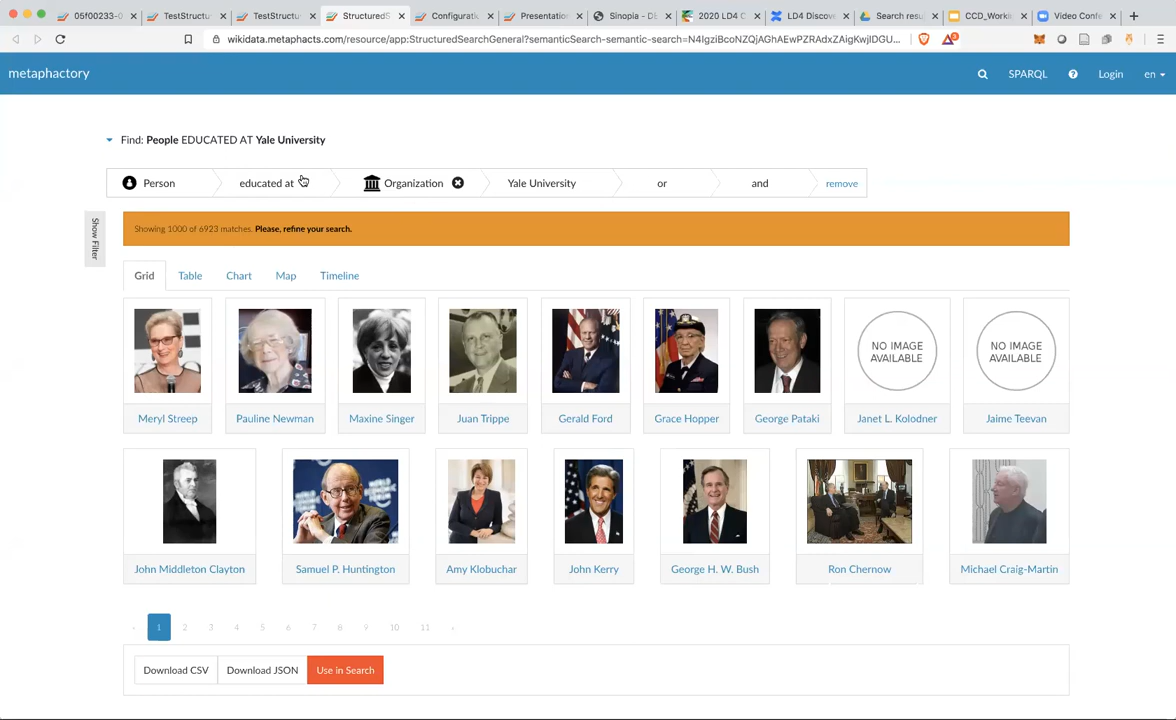 05f00233-0
TestStructu
TestStructu
StructuredS
Configuratic
Presentation
Sinopia - DE
2020 LD4 C
LD4 Discov
Search resu
CCD_Workin
Video Confe
wikidata.metaphacts.com/resource/app:StructuredSearchGeneral?semanticSearch-semantic-search=N4IgziBcoNZQjAGhAEwPZRAdxZAigKwjIDGU...
metaphactory
SPARQL
Login
en
Find: People EDUCATED AT Yale University
Person
educated at
Organization
Yale University
or
and
remove
Show Filter
Showing 1000 of 6923 matches. Please, refine your search.
Grid
Table
Chart
Map
Timeline
NO IMAGE AVAILABLE
NO IMAGE AVAILABLE
Meryl Streep
Pauline Newman
Maxine Singer
Juan Trippe
Gerald Ford
Grace Hopper
George Pataki
Janet L. Kolodner
Jaime Teevan
John Middleton Clayton
Samuel P. Huntington
Amy Klobuchar
John Kerry
George H. W. Bush
Ron Chernow
Michael Craig-Martin
1 2 3 4 5 6 7 8 9 10 11
Download CSV
Download JSON
Use in Search